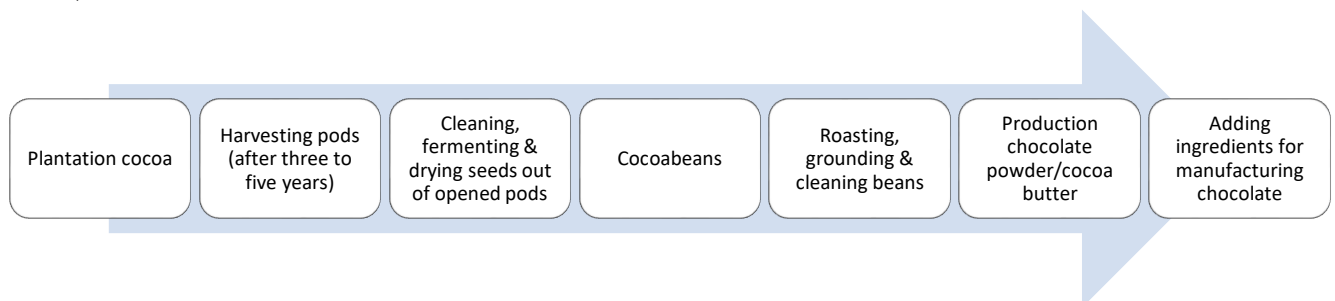 Plantation cocoa
Harvesting pods
(after three to
five years)
Cleaning,
fermenting &
drying seeds out
of opened pods
Cocoabeans
Roasting,
grounding &
cleaning beans
Production
chocolate
powder/cocoa
butter
Adding
ingredients for
manufacturing
chocolate